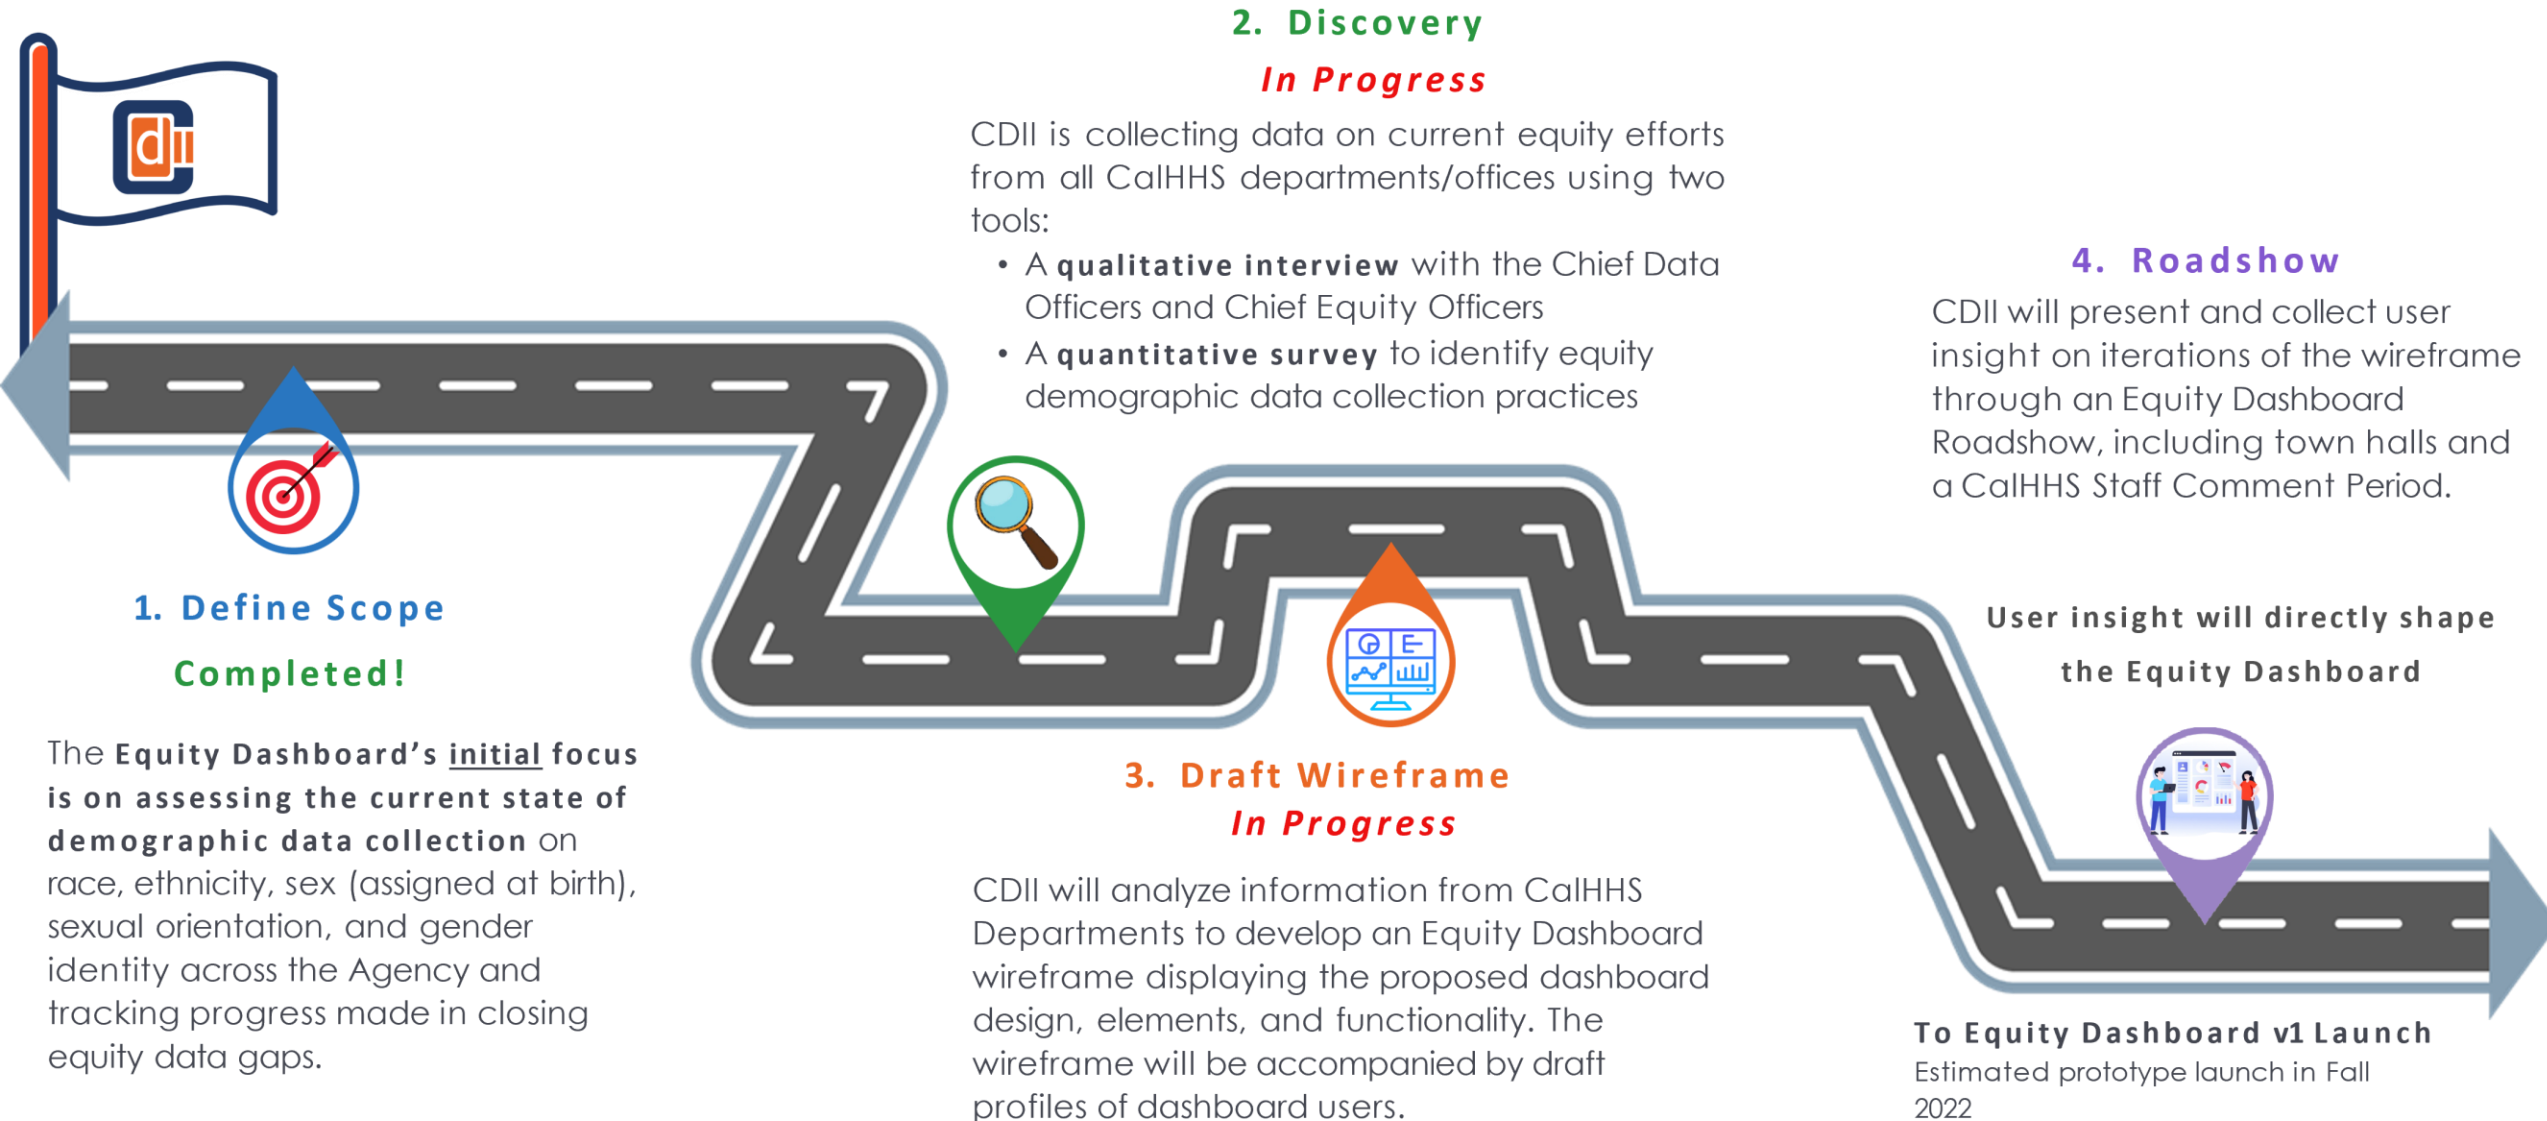 dII
1. Define Scope
Completed!
The Equity Dashboard's initial focus
is on assessing the current state of
demographic data collection on
race, ethnicity, sex (assigned at birth),
sexual orientation, and gender
identity across the Agency and
tracking progress made in closing
equity data gaps.
2. Discovery
In Progress
CDII is collecting data on current equity efforts
from all CalHHS departments/offices using two
tools:
• A qualitative interview with the Chief Data
Officers and Chief Equity Officers
• A quantitative survey to identify equity
demographic data collection practices
3. Draft Wireframe
In Progress
CDII will analyze information from CalHHS
Departments to develop an Equity Dashboard
wireframe displaying the proposed dashboard
design, elements, and functionality. The
wireframe will be accompanied by draft
profiles of dashboard users.
4. Roadshow
CDII will present and collect user
insight on iterations of the wireframe
through an Equity Dashboard
Roadshow, including town halls and
a CalHHS Staff Comment Period.
User insight will directly shape
the Equity Dashboard
To Equity Dashboard v1 Launch
Estimated prototype launch in Fall
2022